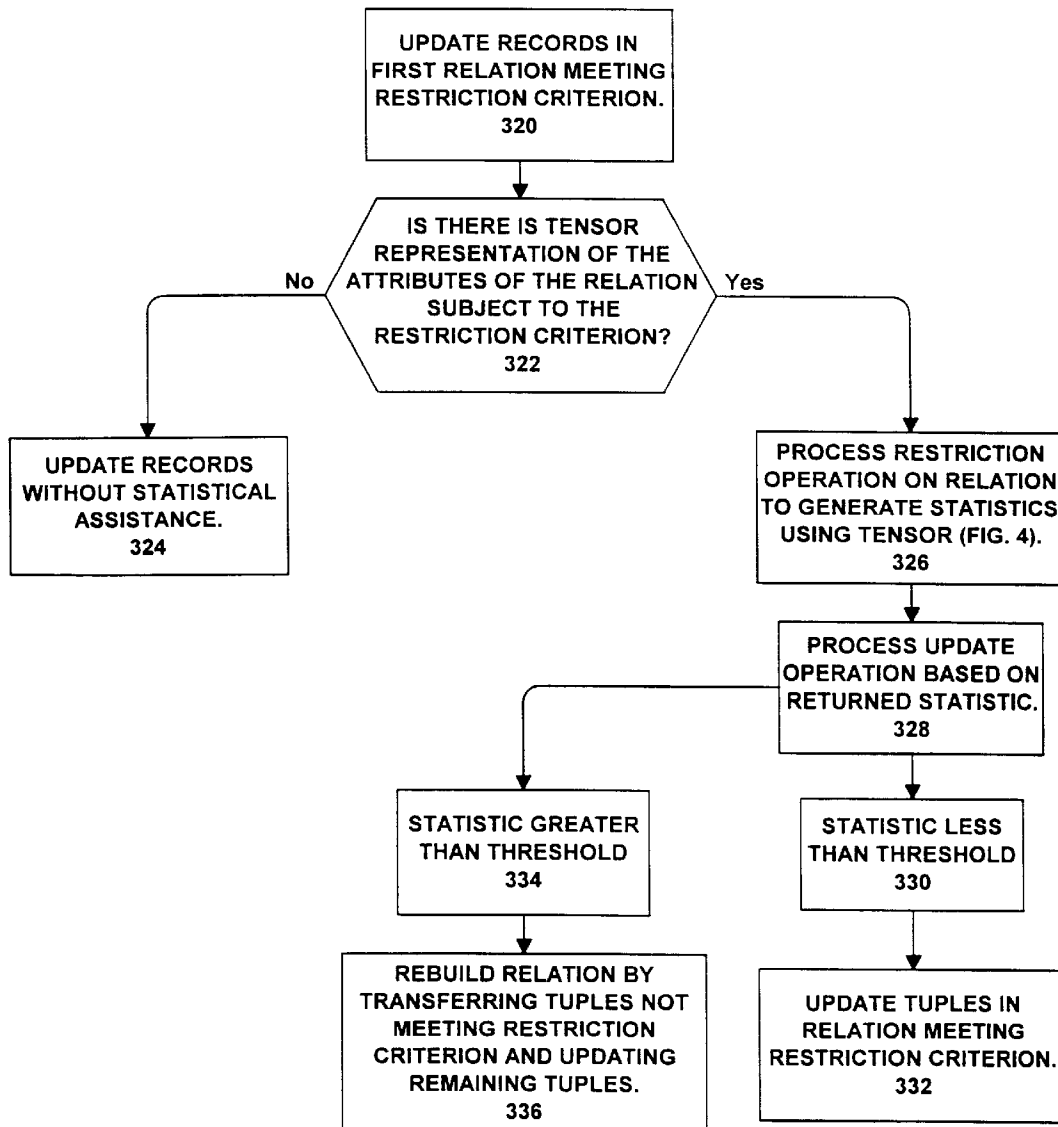 UPDATE RECORDS IN
FIRST RELATION MEETING
RESTRICTION CRITERION.
320
IS THERE IS TENSOR
REPRESENTATION OF THE
ATTRIBUTES OF THE RELATION
SUBJECT TO THE
RESTRICTION CRITERION?
322
No
Yes
UPDATE RECORDS
WITHOUT STATISTICAL
ASSISTANCE.
324
PROCESS RESTRICTION
OPERATION ON RELATION
TO GENERATE STATISTICS
USING TENSOR (FIG. 4).
326
PROCESS UPDATE
OPERATION BASED ON
RETURNED STATISTIC.
328
STATISTIC GREATER
THAN THRESHOLD
334
STATISTIC LESS
THAN THRESHOLD
330
REBUILD RELATION BY
TRANSFERRING TUPLES NOT
MEETING RESTRICTION
CRITERION AND UPDATING
REMAINING TUPLES.
336
UPDATE TUPLES IN
RELATION MEETING
RESTRICTION CRITERION.
332